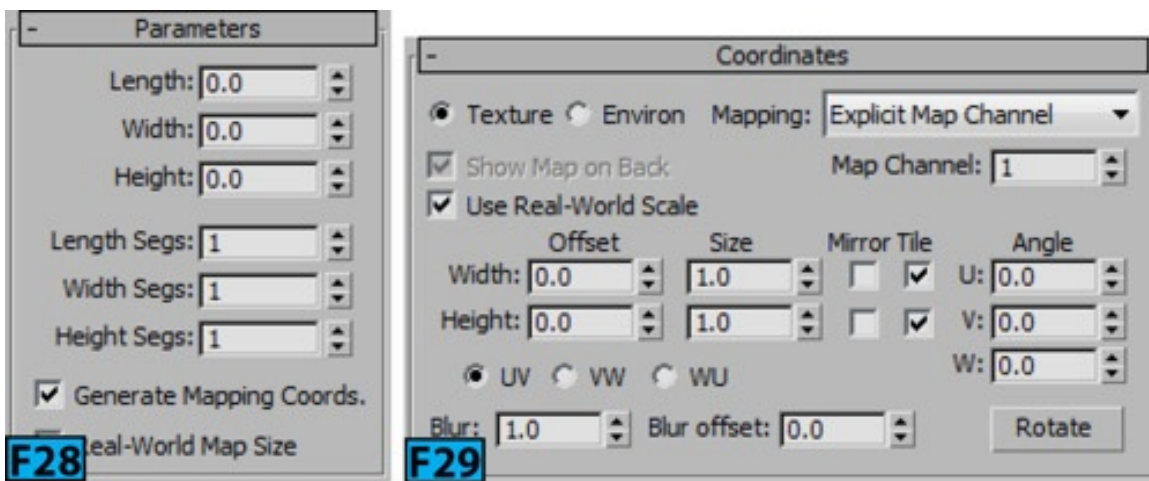 - Parameters
Length: 0.0
Width: 0.0
Height: 0.0
Length Segs: 1
Width Segs: 1
Height Segs: 1
Generate Mapping Coords.
eal-World Map Size
F28
- Coordinates
Texture Environ Mapping: Explicit Map Channel
Show Map on Back Map Channel: 1
Use Real-World Scale
Offset Size Mirror Tile Angle
Width: 0.0 1.0 U: 0.0
Height: 0.0 1.0 V: 0.0
W: 0.0
UV VW WU
Blur: 1.0 Blur offset: 0.0 Rotate
F29